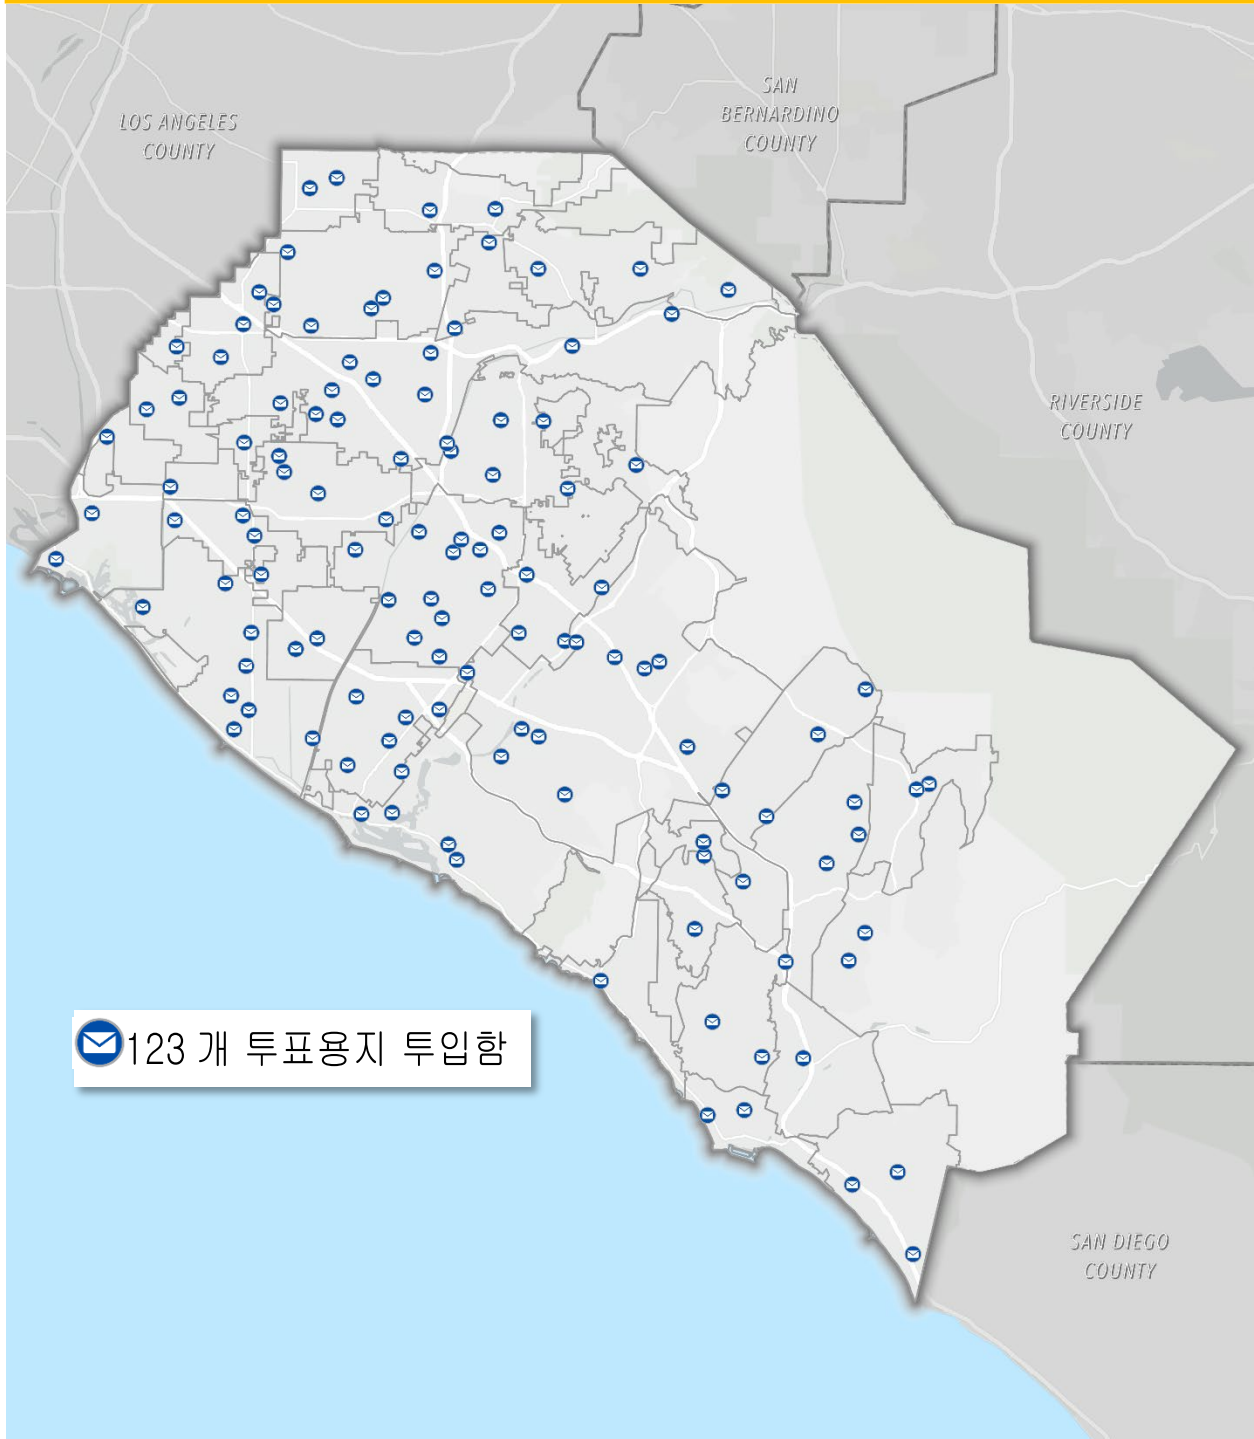 SAN
BERNARDINO
COUNTY
LOS ANGELES
COUNTY
RIVERSIDE
COUNTY
123 개 투표용지 투입함
SAN DIEGO
COUNTY